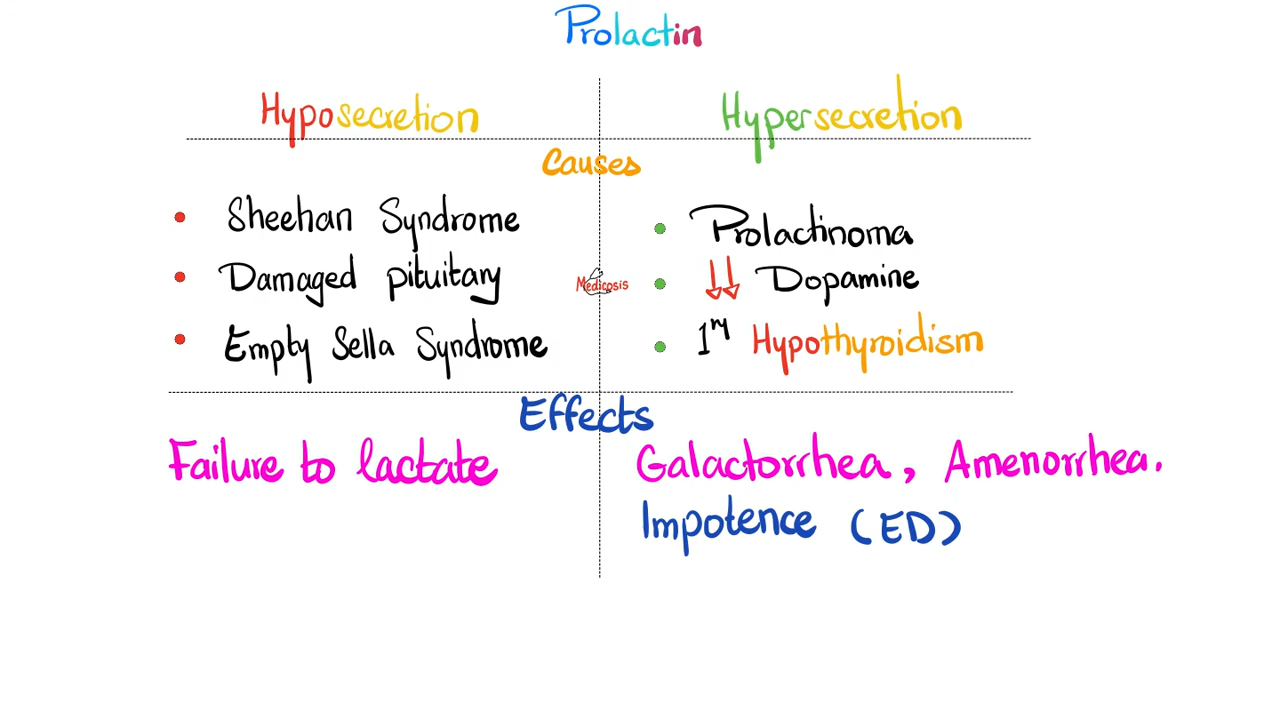 Prolactin
Hyposecretion
Hypersecretion
Causes
Sheehan Syndrome
Damaged pituitary
Empty Sella Syndrome
Medicosis
Prolactinoma
↓↓ Dopamine
1ry Hypothyroidism
Effects
Failure to lactate
Galactorrhea, Amenorrhea.
Impotence (ED)